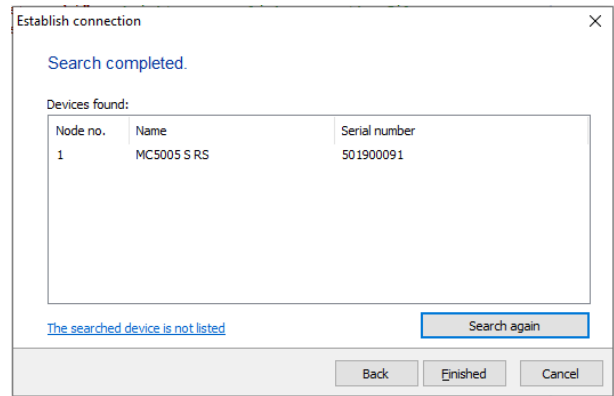 Establish connection
Search completed.
Devices found:
Node no. Name Serial number
1 MC5005 S RS 501900091
The searched device is not listed
Search again
Back Finished Cancel